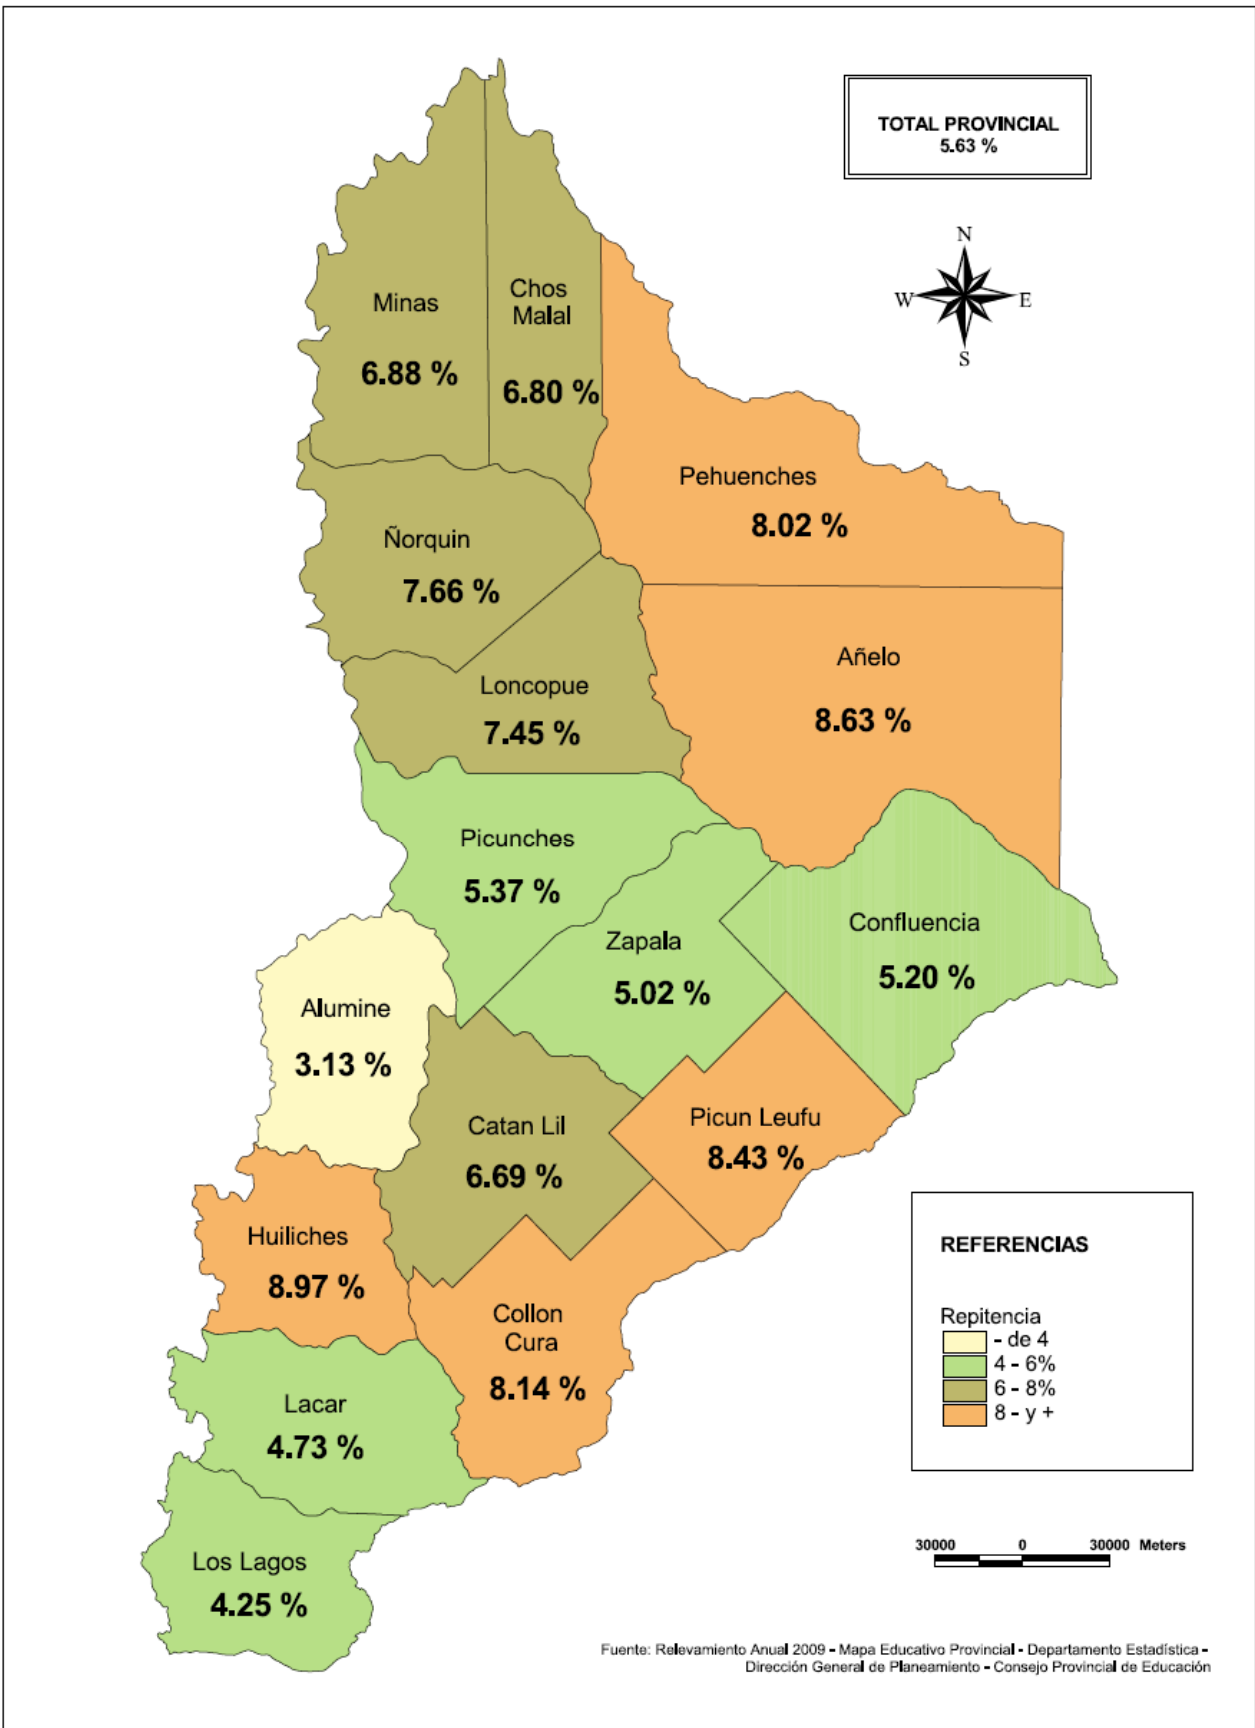 TOTAL PROVINCIAL
5.63 %
N
W
E
S
Minas
6.88 %
Chos
Malal
6.80 %
Pehuenches
8.02 %
Ñorquin
7.66 %
Añelo
8.63 %
Loncopue
7.45 %
Picunches
5.37 %
Zapala
5.02 %
Confluencia
5.20 %
Alumine
3.13 %
Catan Lil
6.69 %
Picun Leufu
8.43 %
Huiliches
8.97 %
Collon
Cura
8.14 %
Lacar
4.73 %
Los Lagos
4.25 %
REFERENCIAS
Repitencia
- de 4
4 - 6%
6 - 8%
8 - y +
30000 0 30000 Meters
Fuente: Relevamiento Anual 2009 - Mapa Educativo Provincial - Departamento Estadística -
Dirección General de Planeamiento - Consejo Provincial de Educación